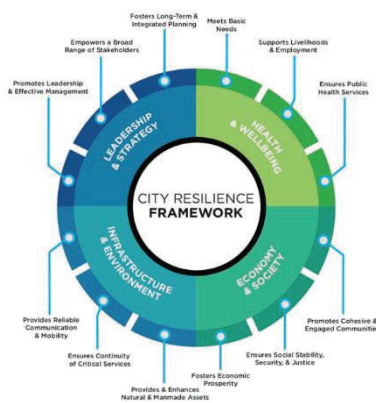 Fosters Long-Term &
Integrated Planning
Meets Basic
Needs
Empowers a Broad
Range of Stakeholders
Supports Livelihoods
& Employment
Promotes Leadership
& Effective Management
Ensures Public
Health Services
LEADERSHIP
& STRATEGY
HEALTH
& WELLBEING
CITY RESILIENCE
FRAMEWORK
INFRASTRUCTURE
& ENVIRONMENT
ECONOMY
& SOCIETY
Provides Reliable
Communication
& Mobility
Promotes Cohesive &
Engaged Communities
Ensures Continuity
of Critical Services
Ensures Social Stability,
Security, & Justice
Provides & Enhances
Natural & Manmade Assets
Fosters Economic
Prosperity